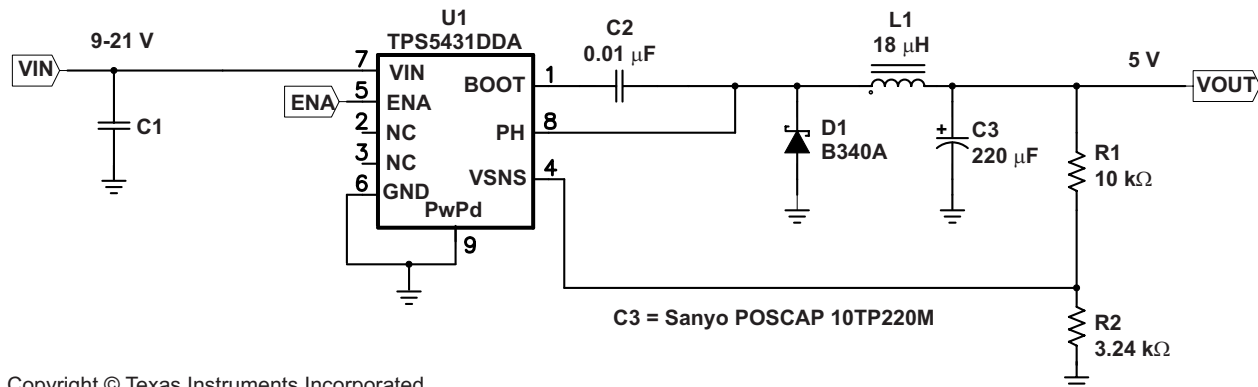 U1
TPS5431DDA
9-21 V
VIN
C1
ENA
7
5
2
3
6
VIN
ENA
NC
NC
GND
BOOT
PH
VSNS
PwPd
1
8
4
9
C2
0.01 μF
L1
18 μH
5 V
VOUT
D1
B340A
C3
220 μF
+
R1
10 kΩ
C3 = Sanyo POSCAP 10TP220M
R2
3.24 kΩ
Copyright © Texas Instruments Incorporated